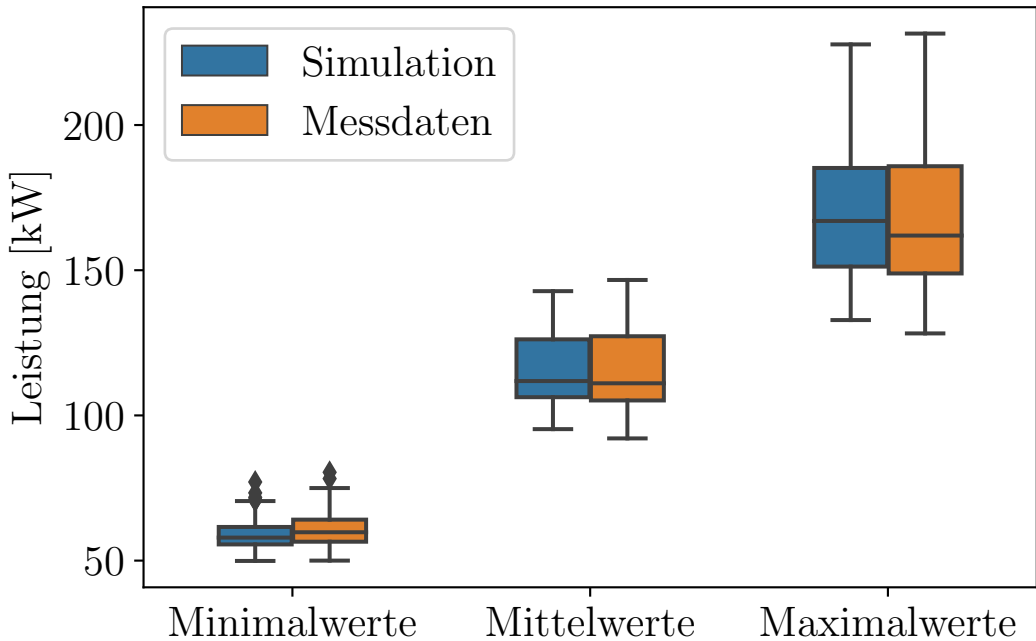 Simulation
Messdaten
Leistung [kW]
200
150
100
50
Minimalwerte Mittelwerte Maximalwerte